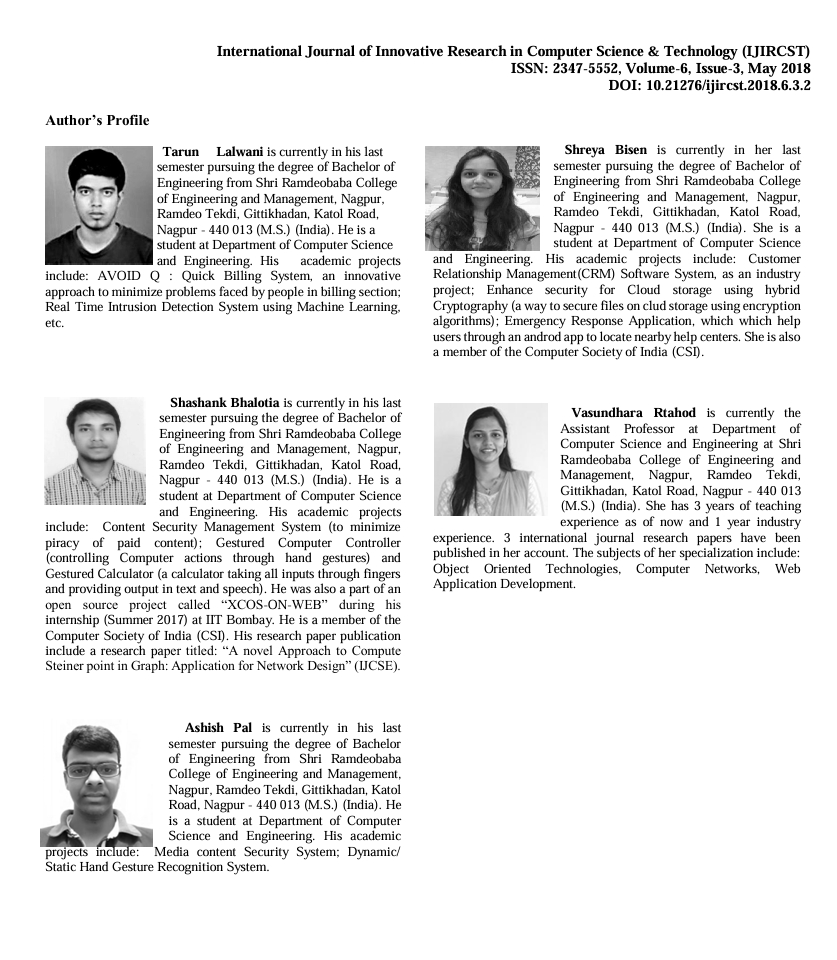 International Journal of Innovative Research in Computer Science & Technology (IJIRCST)
ISSN: 2347-5552, Volume-6, Issue-3, May 2018
DOI: 10.21276/ijircst.2018.6.3.2
Author's Profile
Tarun Lalwani is currently in his last
semester pursuing the degree of Bachelor of
Engineering from Shri Ramdeobaba College
of Engineering and Management, Nagpur,
Ramdeo Tekdi, Gittikhadan, Katol Road,
Nagpur - 440 013 (M.S.) (India). He is a
student at Department of Computer Science
and Engineering. His academic projects
include: AVOID Q : Quick Billing System, an innovative
approach to minimize problems faced by people in billing section;
Real Time Intrusion Detection System using Machine Learning,
etc.
Shashank Bhalotia is currently in his last
semester pursuing the degree of Bachelor of
Engineering from Shri Ramdeobaba College
of Engineering and Management, Nagpur,
Ramdeo Tekdi, Gittikhadan, Katol Road,
Nagpur - 440 013 (M.S.) (India). He is a
student at Department of Computer Science
and Engineering. His academic projects
include: Content Security Management System (to minimize
piracy of paid content); Gestured Computer Controller
(controlling Computer actions through hand gestures) and
Gestured Calculator (a calculator taking all inputs through fingers
and providing output in text and speech). He was also a part of an
open source project called “XCOS-ON-WEB” during his
internship (Summer 2017) at IIT Bombay. He is a member of the
Computer Society of India (CSI). His research paper publication
include a research paper titled: “A novel Approach to Compute
Steiner point in Graph: Application for Network Design” (IJCSE).
Ashish Pal is currently in his last
semester pursuing the degree of Bachelor
of Engineering from Shri Ramdeobaba
College of Engineering and Management,
Nagpur, Ramdeo Tekdi, Gittikhadan, Katol
Road, Nagpur - 440 013 (M.S.) (India). He
is a student at Department of Computer
Science and Engineering. His academic
projects include: Media content Security System; Dynamic/
Static Hand Gesture Recognition System.
Shreya Bisen is currently in her last
semester pursuing the degree of Bachelor of
Engineering from Shri Ramdeobaba College
of Engineering and Management, Nagpur,
Ramdeo Tekdi, Gittikhadan, Katol Road,
Nagpur - 440 013 (M.S.) (India). She is a
student at Department of Computer Science
and Engineering. His academic projects include: Customer
Relationship Management(CRM) Software System, as an industry
project; Enhance security for Cloud storage using hybrid
Cryptography (a way to secure files on clud storage using encryption
algorithms); Emergency Response Application, which which help
users through an androd app to locate nearby help centers. She is also
a member of the Computer Society of India (CSI).
Vasundhara Rtahod is currently the
Assistant Professor at Department of
Computer Science and Engineering at Shri
Ramdeobaba College of Engineering and
Management, Nagpur, Ramdeo Tekdi,
Gittikhadan, Katol Road, Nagpur - 440 013
(M.S.) (India). She has 3 years of teaching
experience as of now and 1 year industry
experience. 3 international journal research papers have been
published in her account. The subjects of her specialization include:
Object Oriented Technologies, Computer Networks, Web
Application Development.